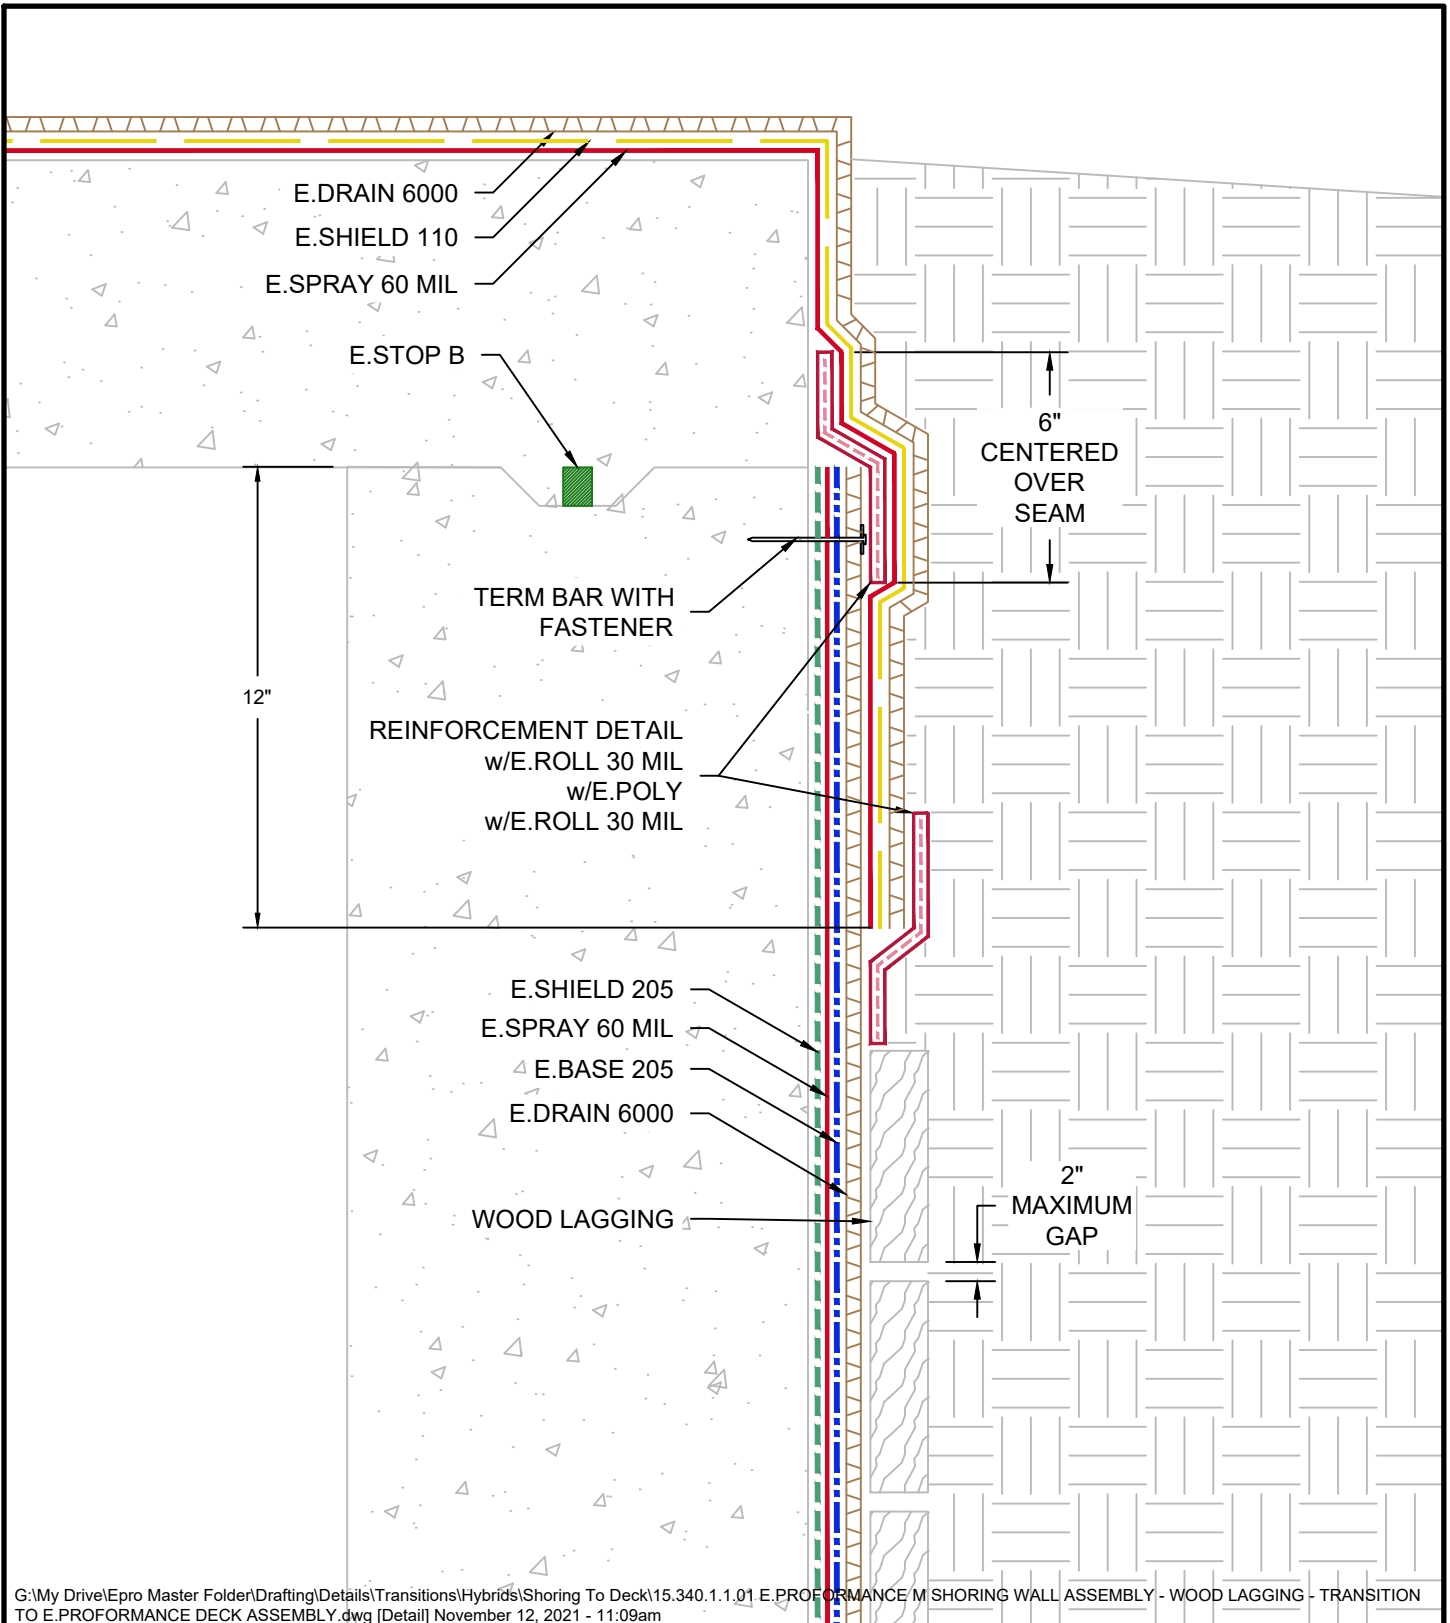 E.DRAIN 6000
E.SHIELD 110
E.SPRAY 60 MIL
E.STOP B
6"
CENTERED
OVER
SEAM
TERM BAR WITH
FASTENER
12"
REINFORCEMENT DETAIL
w/E.ROLL 30 MIL
w/E.POLY
w/E.ROLL 30 MIL
E.SHIELD 205
E.SPRAY 60 MIL
E.BASE 205
E.DRAIN 6000
WOOD LAGGING
2"
MAXIMUM
GAP
G:\My Drive\Epro Master Folder\Drafting\Details\Transitions\Hybrids\Shoring To Deck\15.340.1.1.01 E.PROFORMANCE M SHORING WALL ASSEMBLY - WOOD LAGGING - TRANSITION
TO E.PROFORMANCE DECK ASSEMBLY.dwg [Detail] November 12, 2021 - 11:09am